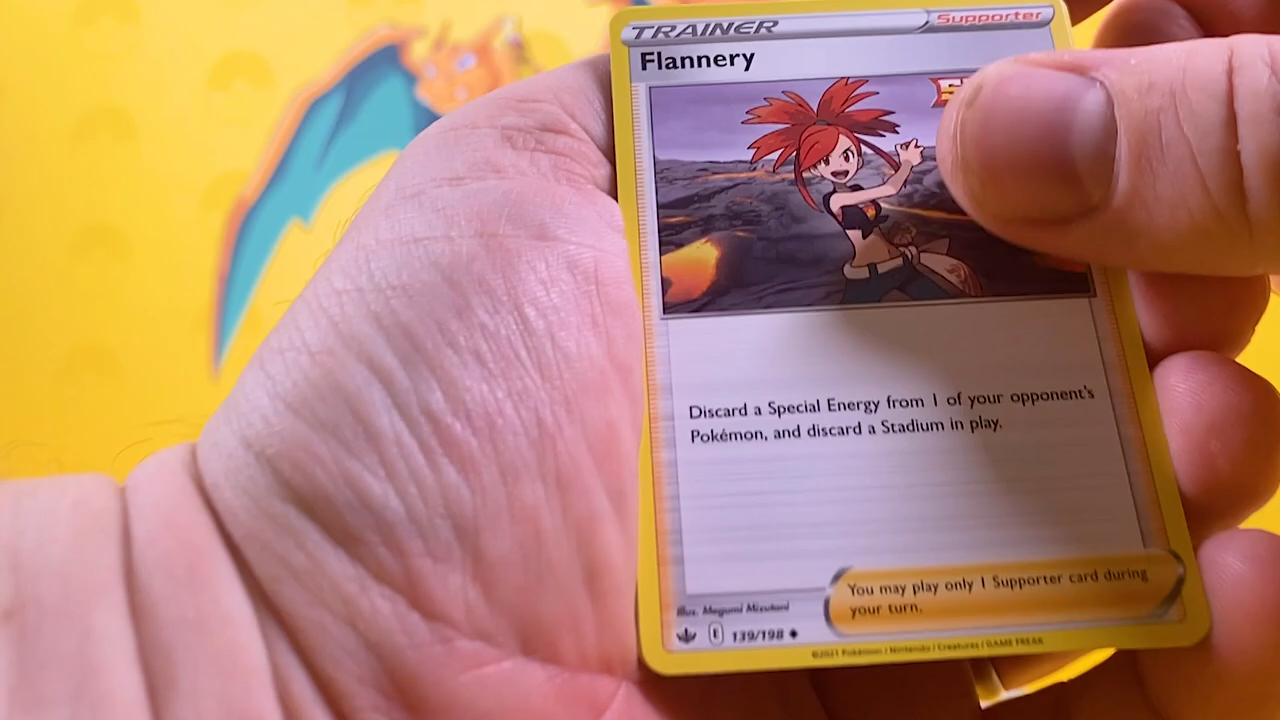 TRAINER
Supporter
Flannery
Discard a Special Energy from 1 of your opponent's
Pokémon, and discard a Stadium in play.
You may play only 1 Supporter card during
your turn.
Illus. Megumi Mizutani
E 139/198
©2021 Pokémon / Nintendo / Creatures / GAME FREAK